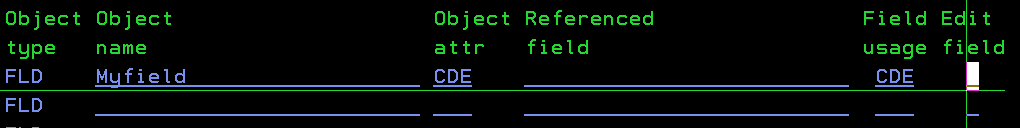 Object Object Object Referenced Field Edit
type name attr field usage field
FLD Myfield CDE CDE
FLD